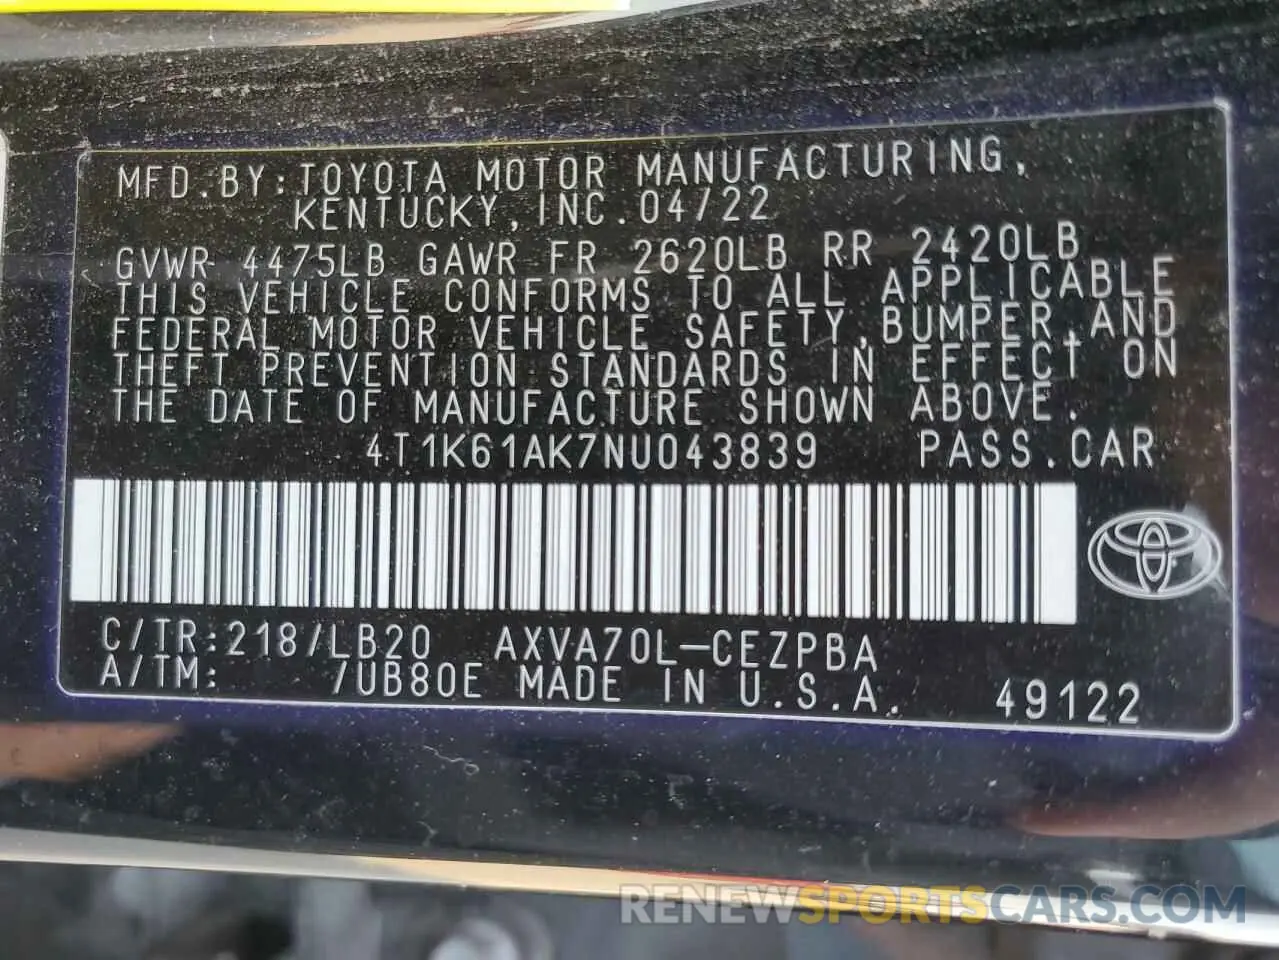 MFD.BY:TOYOTA MOTOR MANUFACTURING,
KENTUCKY,INC.04/22
GVWR 4475LB GAWR FR 2620LB RR 2420LB
THIS VEHICLE CONFORMS TO ALL APPLICABLE
FEDERAL MOTOR VEHICLE SAFETY,BUMPER,AND
THEFT PREVENTION STANDARDS IN EFFECT ON
THE DATE OF MANUFACTURE SHOWN ABOVE.
4T1K61AK7NU043839 PASS.CAR
C/TR:218/LB20 AXVA70L-CEZPBA
A/TM: /UB80E MADE IN U.S.A. 49122
RENEWSPORTSCARS.COM